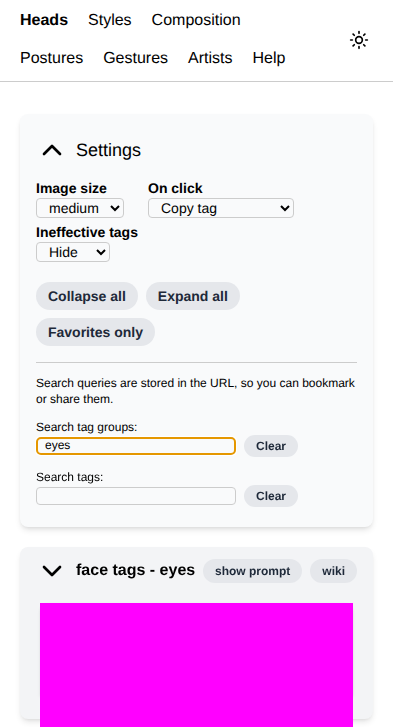 Heads Styles Composition
Postures Gestures Artists Help
Settings
Image size On click
medium Copy tag
Ineffective tags
Hide
Collapse all Expand all
Favorites only
Search queries are stored in the URL, so you can bookmark
or share them.
Search tag groups:
eyes Clear
Search tags:
Clear
face tags - eyes show prompt wiki